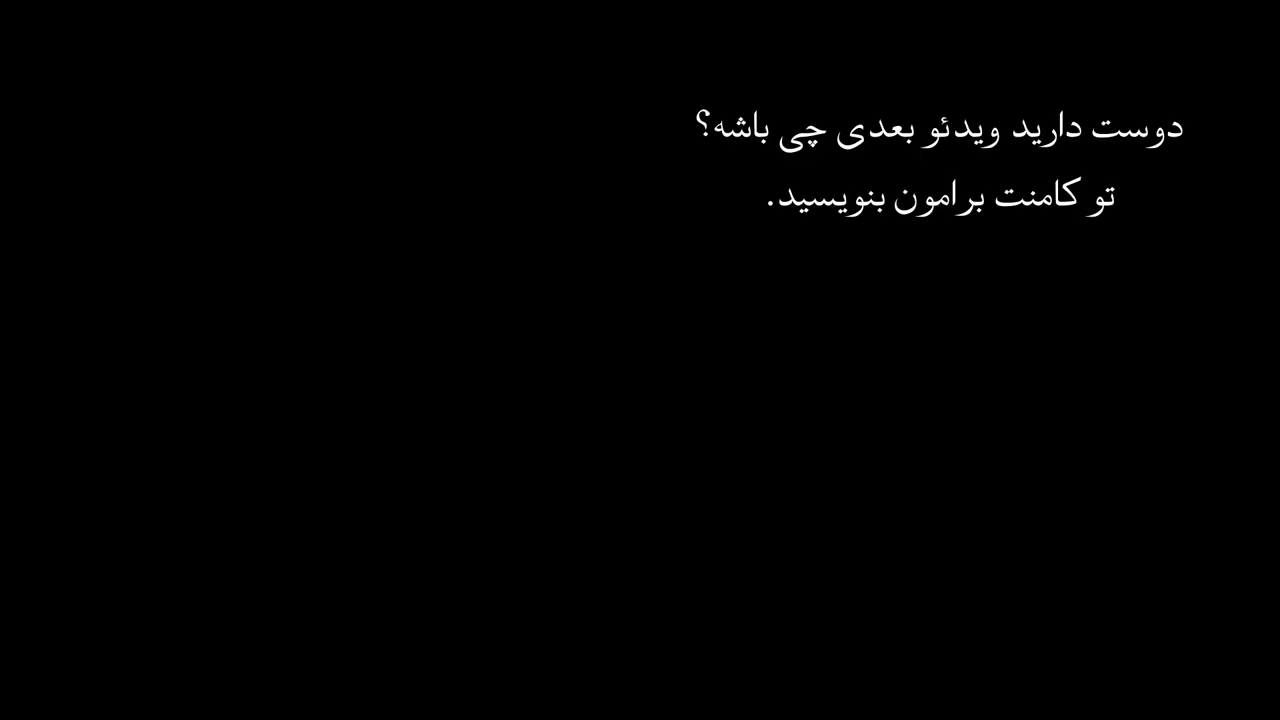 دوست دارید ویدئو بعدی چی باشه؟
تو کامنت برامون بنویسید.